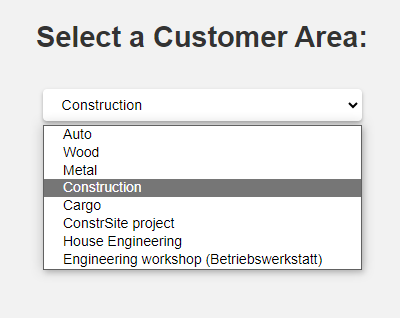 Select a Customer Area:
Construction
Auto
Wood
Metal
Construction
Cargo
ConstrSite project
House Engineering
Engineering workshop (Betriebswerkstatt)